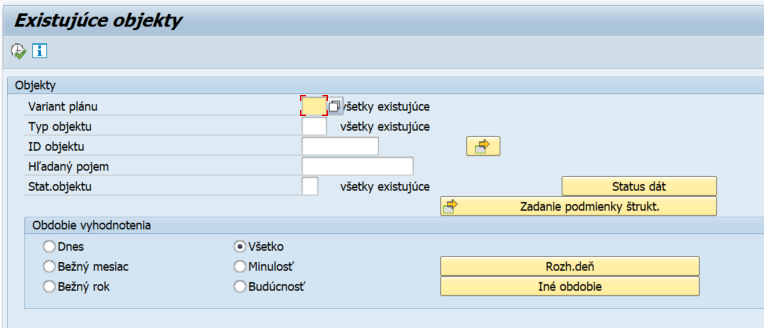 Existujúce objekty
Objekty
Variant plánu všetky existujúce
Typ objektu všetky existujúce
ID objektu
Hľadaný pojem
Stat.objektu všetky existujúce Status dát
Zadanie podmienky štrukt.
Obdobie vyhodnotenia
Dnes Všetko
Bežný mesiac Minulosť Rozh.deň
Bežný rok Budúcnosť Iné obdobie